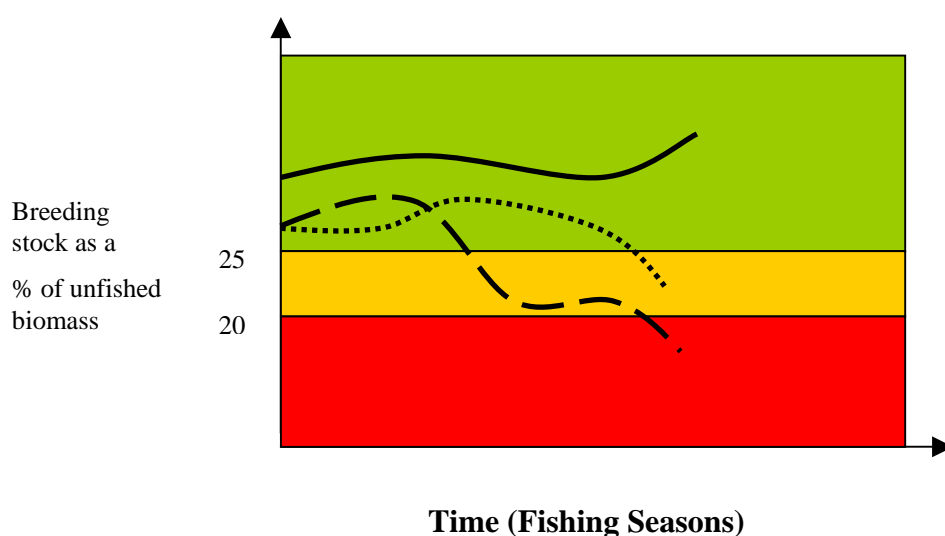 Breeding
stock as a
% of unfished
biomass
25
20
Time (Fishing Seasons)